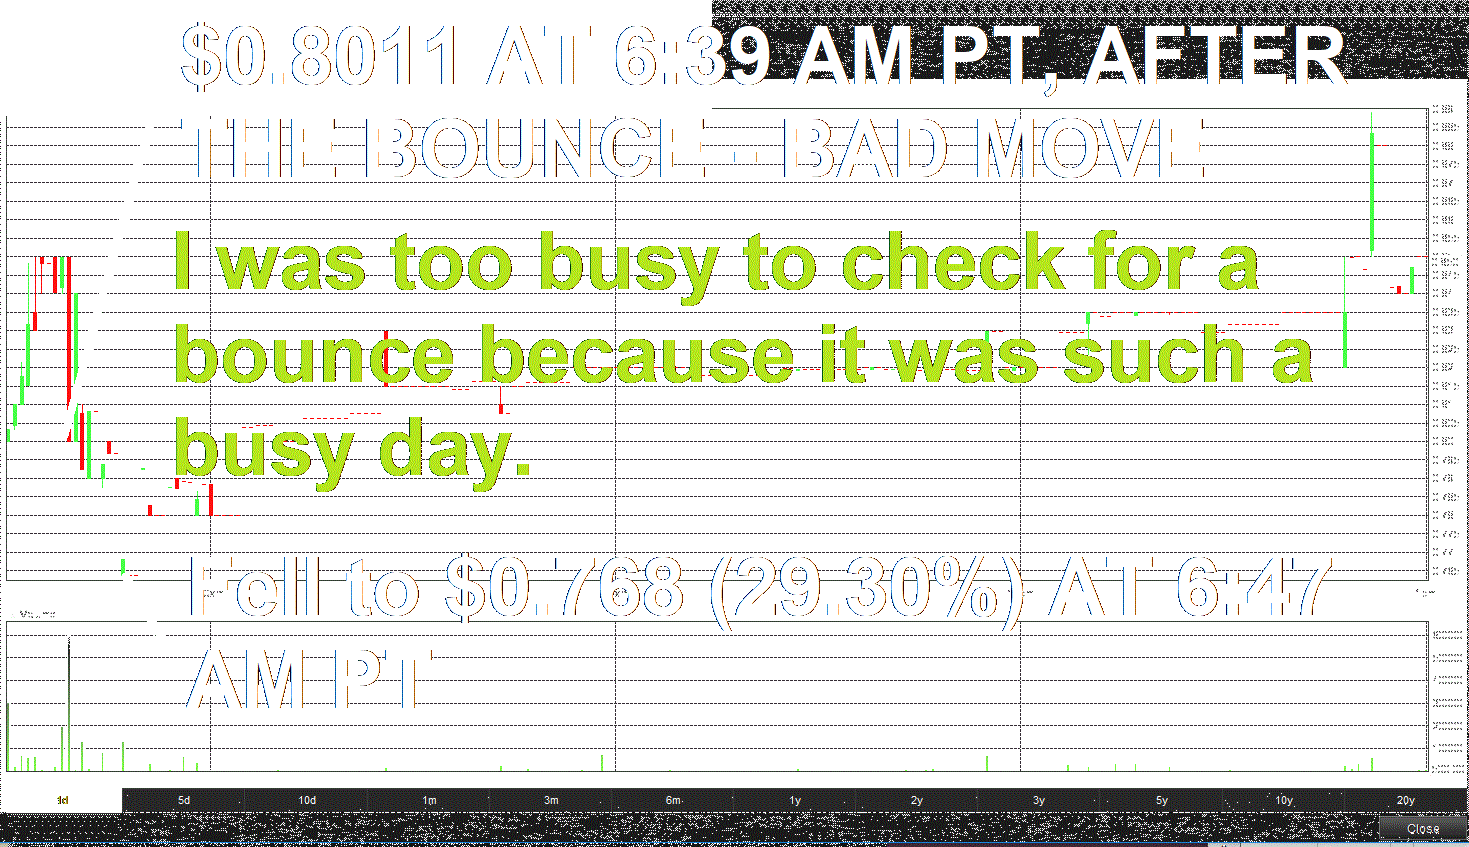 $0.8011 AT 6:39 AM PT, AFTER
THE BOUNCE - BAD MOVE
I was too busy to check for a
bounce because it was such a
busy day.
Fell to $0.768 (29.30%) AT 6:47
AM PT
1d 5d 10d 1m 3m 6m 1y 2y 3y 5y 10y 20y
Close